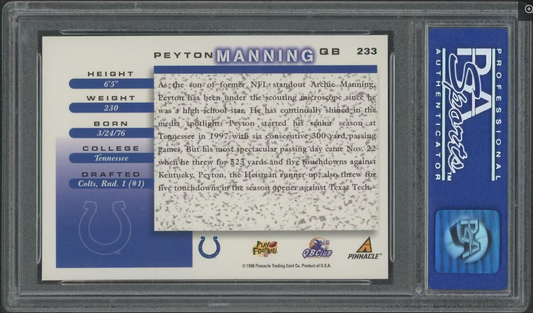 PEYTON MANNING QB 233
HEIGHT
6'5"
WEIGHT
230
BORN
3/24/76
COLLEGE
Tennessee
DRAFTED
Colts, Rnd. 1 (#1)
As the son of former NFL standout Archie Manning,
Peyton has been under the scouting microscope since he
was a high school star. He has continually shined in the
media spotlight. Peyton started his senior season at
Tennessee in 1997 with six consecutive 300-yard passing
games. But his most spectacular passing day came Nov. 22
when he threw for 523 yards and five touchdowns against
Kentucky. Peyton, the Heisman runner-up, also threw for
five touchdowns in the season opener against Texas Tech.
PLAY FOOTBALL
QB Club
PINNACLE
© 1998 Pinnacle Trading Card Co. Product of U.S.A.
PSA
Sports™
PROFESSIONAL
AUTHENTICATOR
PSA